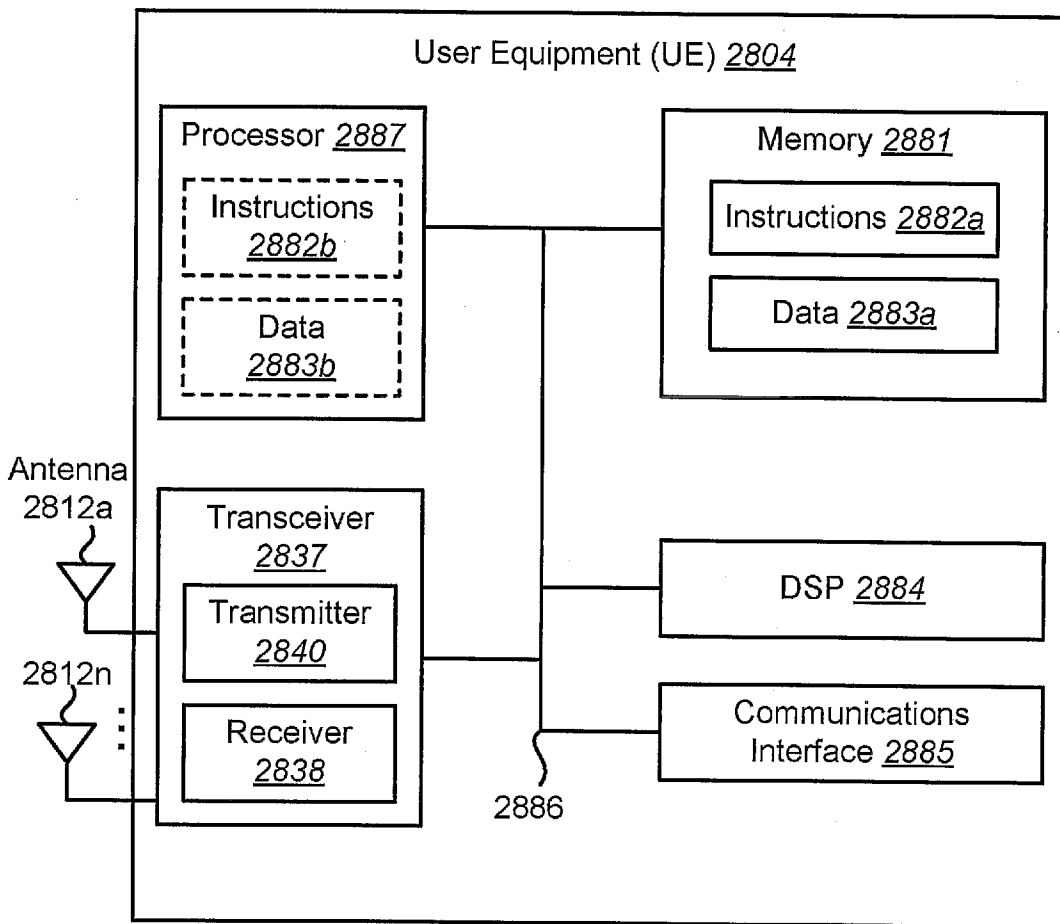 User Equipment (UE) 2804
Processor 2887
Instructions
2882b
Data
2883b
Memory 2881
Instructions 2882a
Data 2883a
Antenna
2812a
2812n
Transceiver
2837
Transmitter
2840
Receiver
2838
DSP 2884
Communications
Interface 2885
2886